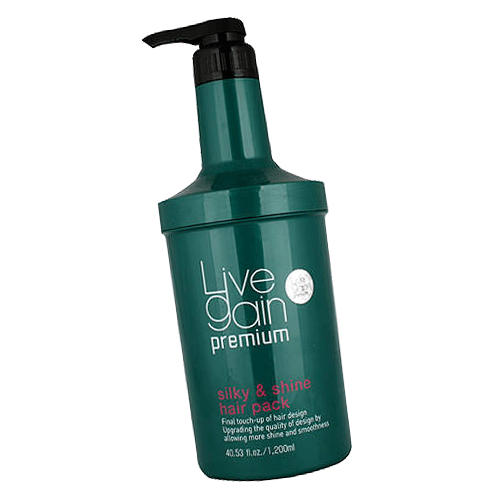 Live
gain
premium
silky & shine
hair pack
Final touch-up of hair design
Upgrading the quality of design by
allowing more shine and smoothness
40.53 fl.oz./1,200ml